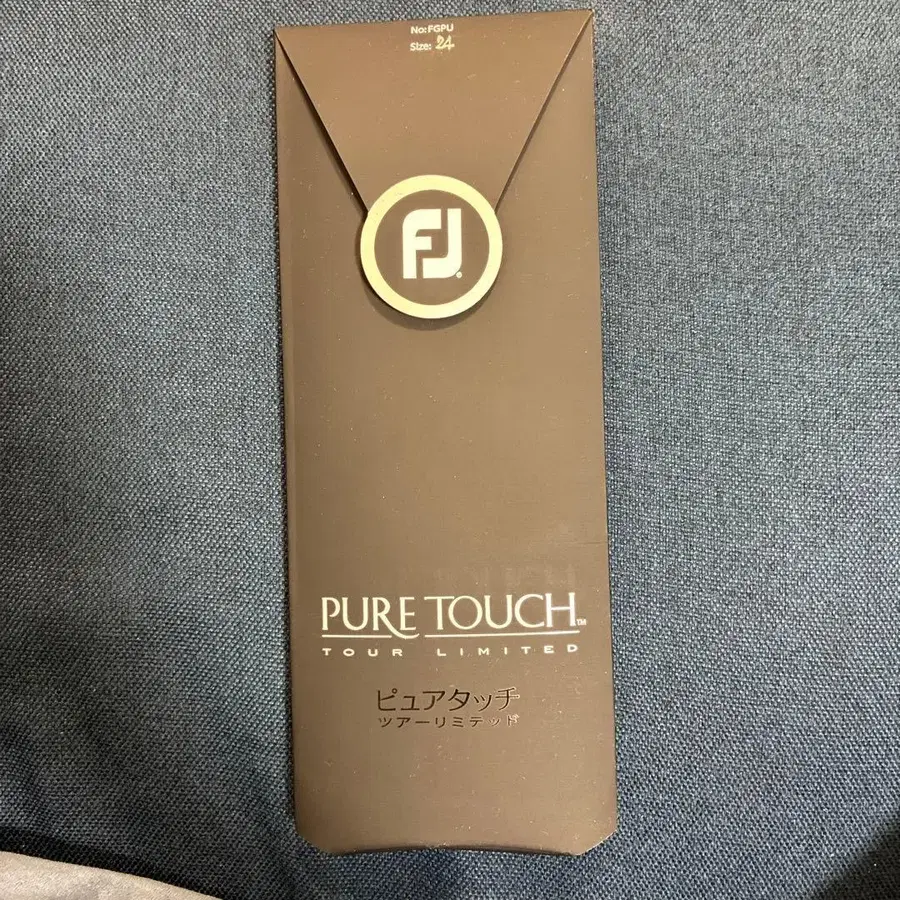 No:FGPU
Size: 24
FJ®
PURE TOUCH™
TOUR LIMITED
ピュアタッチ
ツアーリミテッド